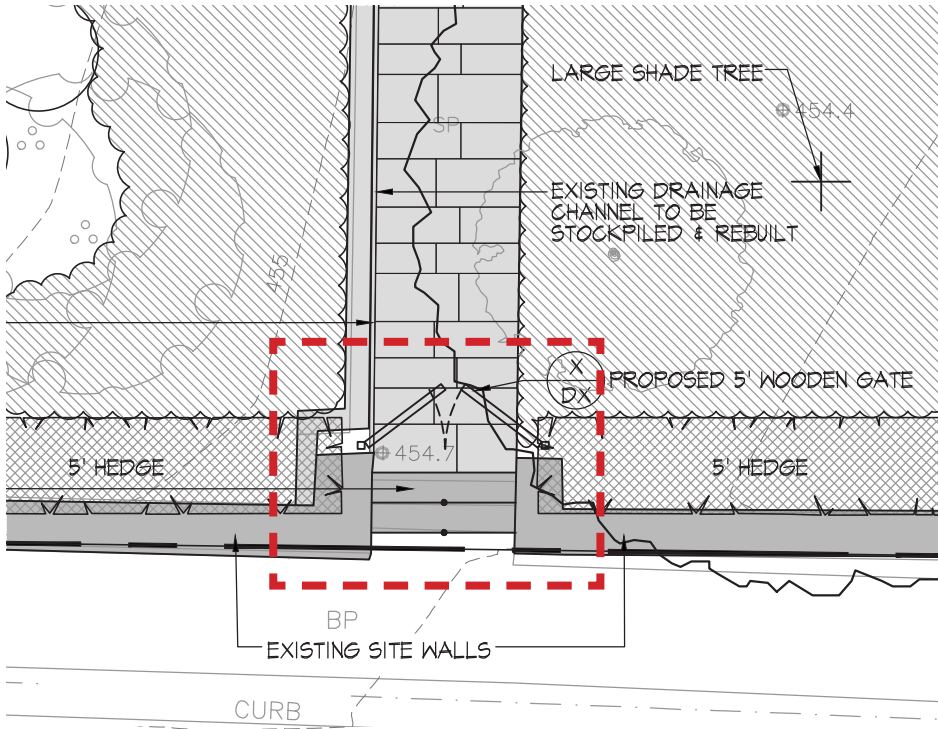 LARGE SHADE TREE
454.4
SP
EXISTING DRAINAGE
CHANNEL TO BE
STOCKPILED & REBUILT
455
X
DX
PROPOSED 5' WOODEN GATE
454.7
5' HEDGE
5' HEDGE
BP
EXISTING SITE WALLS
CURB